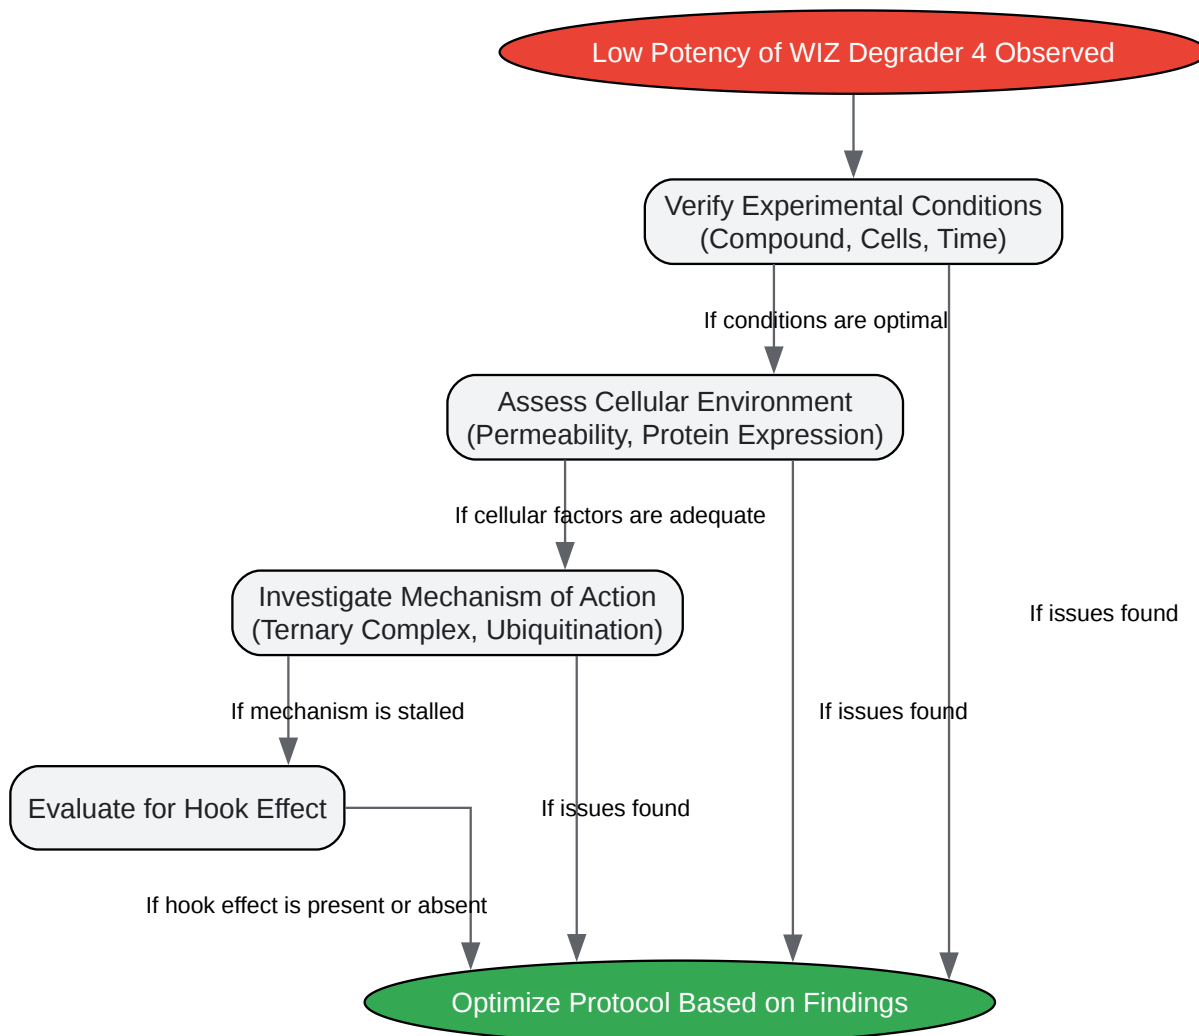 Low Potency of WIZ Degrader 4 Observed
Verify Experimental Conditions
(Compound, Cells, Time)
If conditions are optimal
Assess Cellular Environment
(Permeability, Protein Expression)
If cellular factors are adequate
Investigate Mechanism of Action
(Ternary Complex, Ubiquitination)
If issues found
If mechanism is stalled
If issues found
Evaluate for Hook Effect
If issues found
If hook effect is present or absent
Optimize Protocol Based on Findings